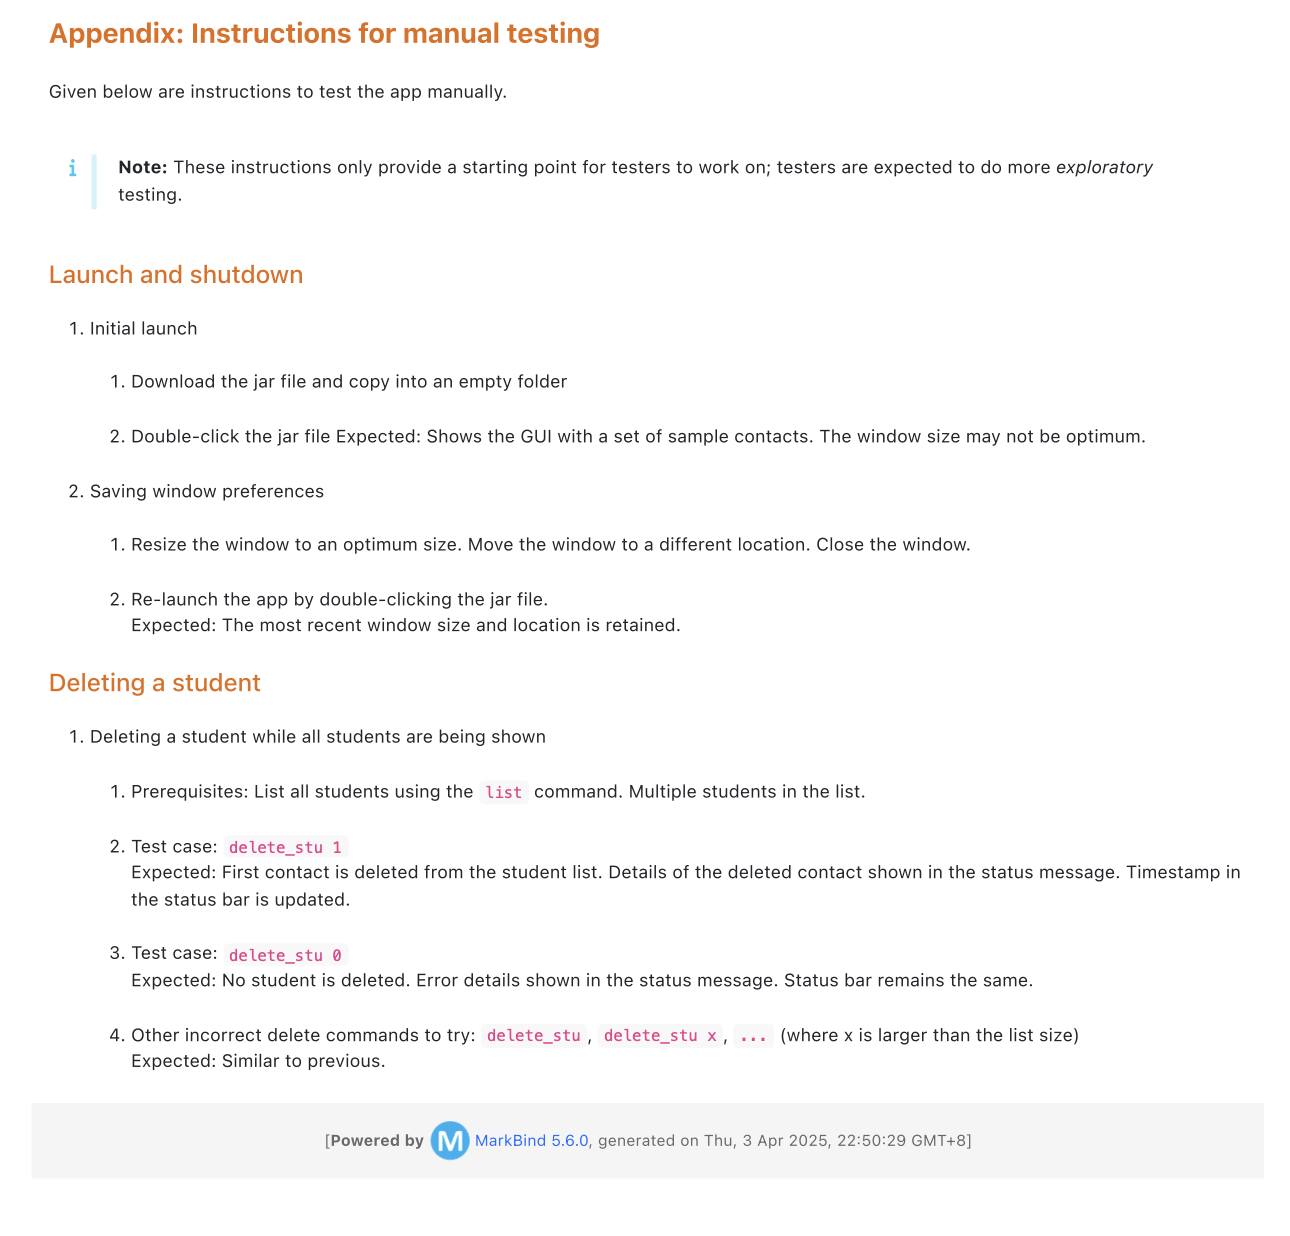 Appendix: Instructions for manual testing
Given below are instructions to test the app manually.
i
Note: These instructions only provide a starting point for testers to work on; testers are expected to do more exploratory
testing.
Launch and shutdown
1. Initial launch
1. Download the jar file and copy into an empty folder
2. Double-click the jar file Expected: Shows the GUI with a set of sample contacts. The window size may not be optimum.
2. Saving window preferences
1. Resize the window to an optimum size. Move the window to a different location. Close the window.
2. Re-launch the app by double-clicking the jar file.
Expected: The most recent window size and location is retained.
Deleting a student
1. Deleting a student while all students are being shown
1. Prerequisites: List all students using the list command. Multiple students in the list.
2. Test case: delete_stu 1
Expected: First contact is deleted from the student list. Details of the deleted contact shown in the status message. Timestamp in
the status bar is updated.
3. Test case: delete_stu 0
Expected: No student is deleted. Error details shown in the status message. Status bar remains the same.
4. Other incorrect delete commands to try: delete_stu, delete_stu x, ... (where x is larger than the list size)
Expected: Similar to previous.
[Powered by M MarkBind 5.6.0, generated on Thu, 3 Apr 2025, 22:50:29 GMT+8]